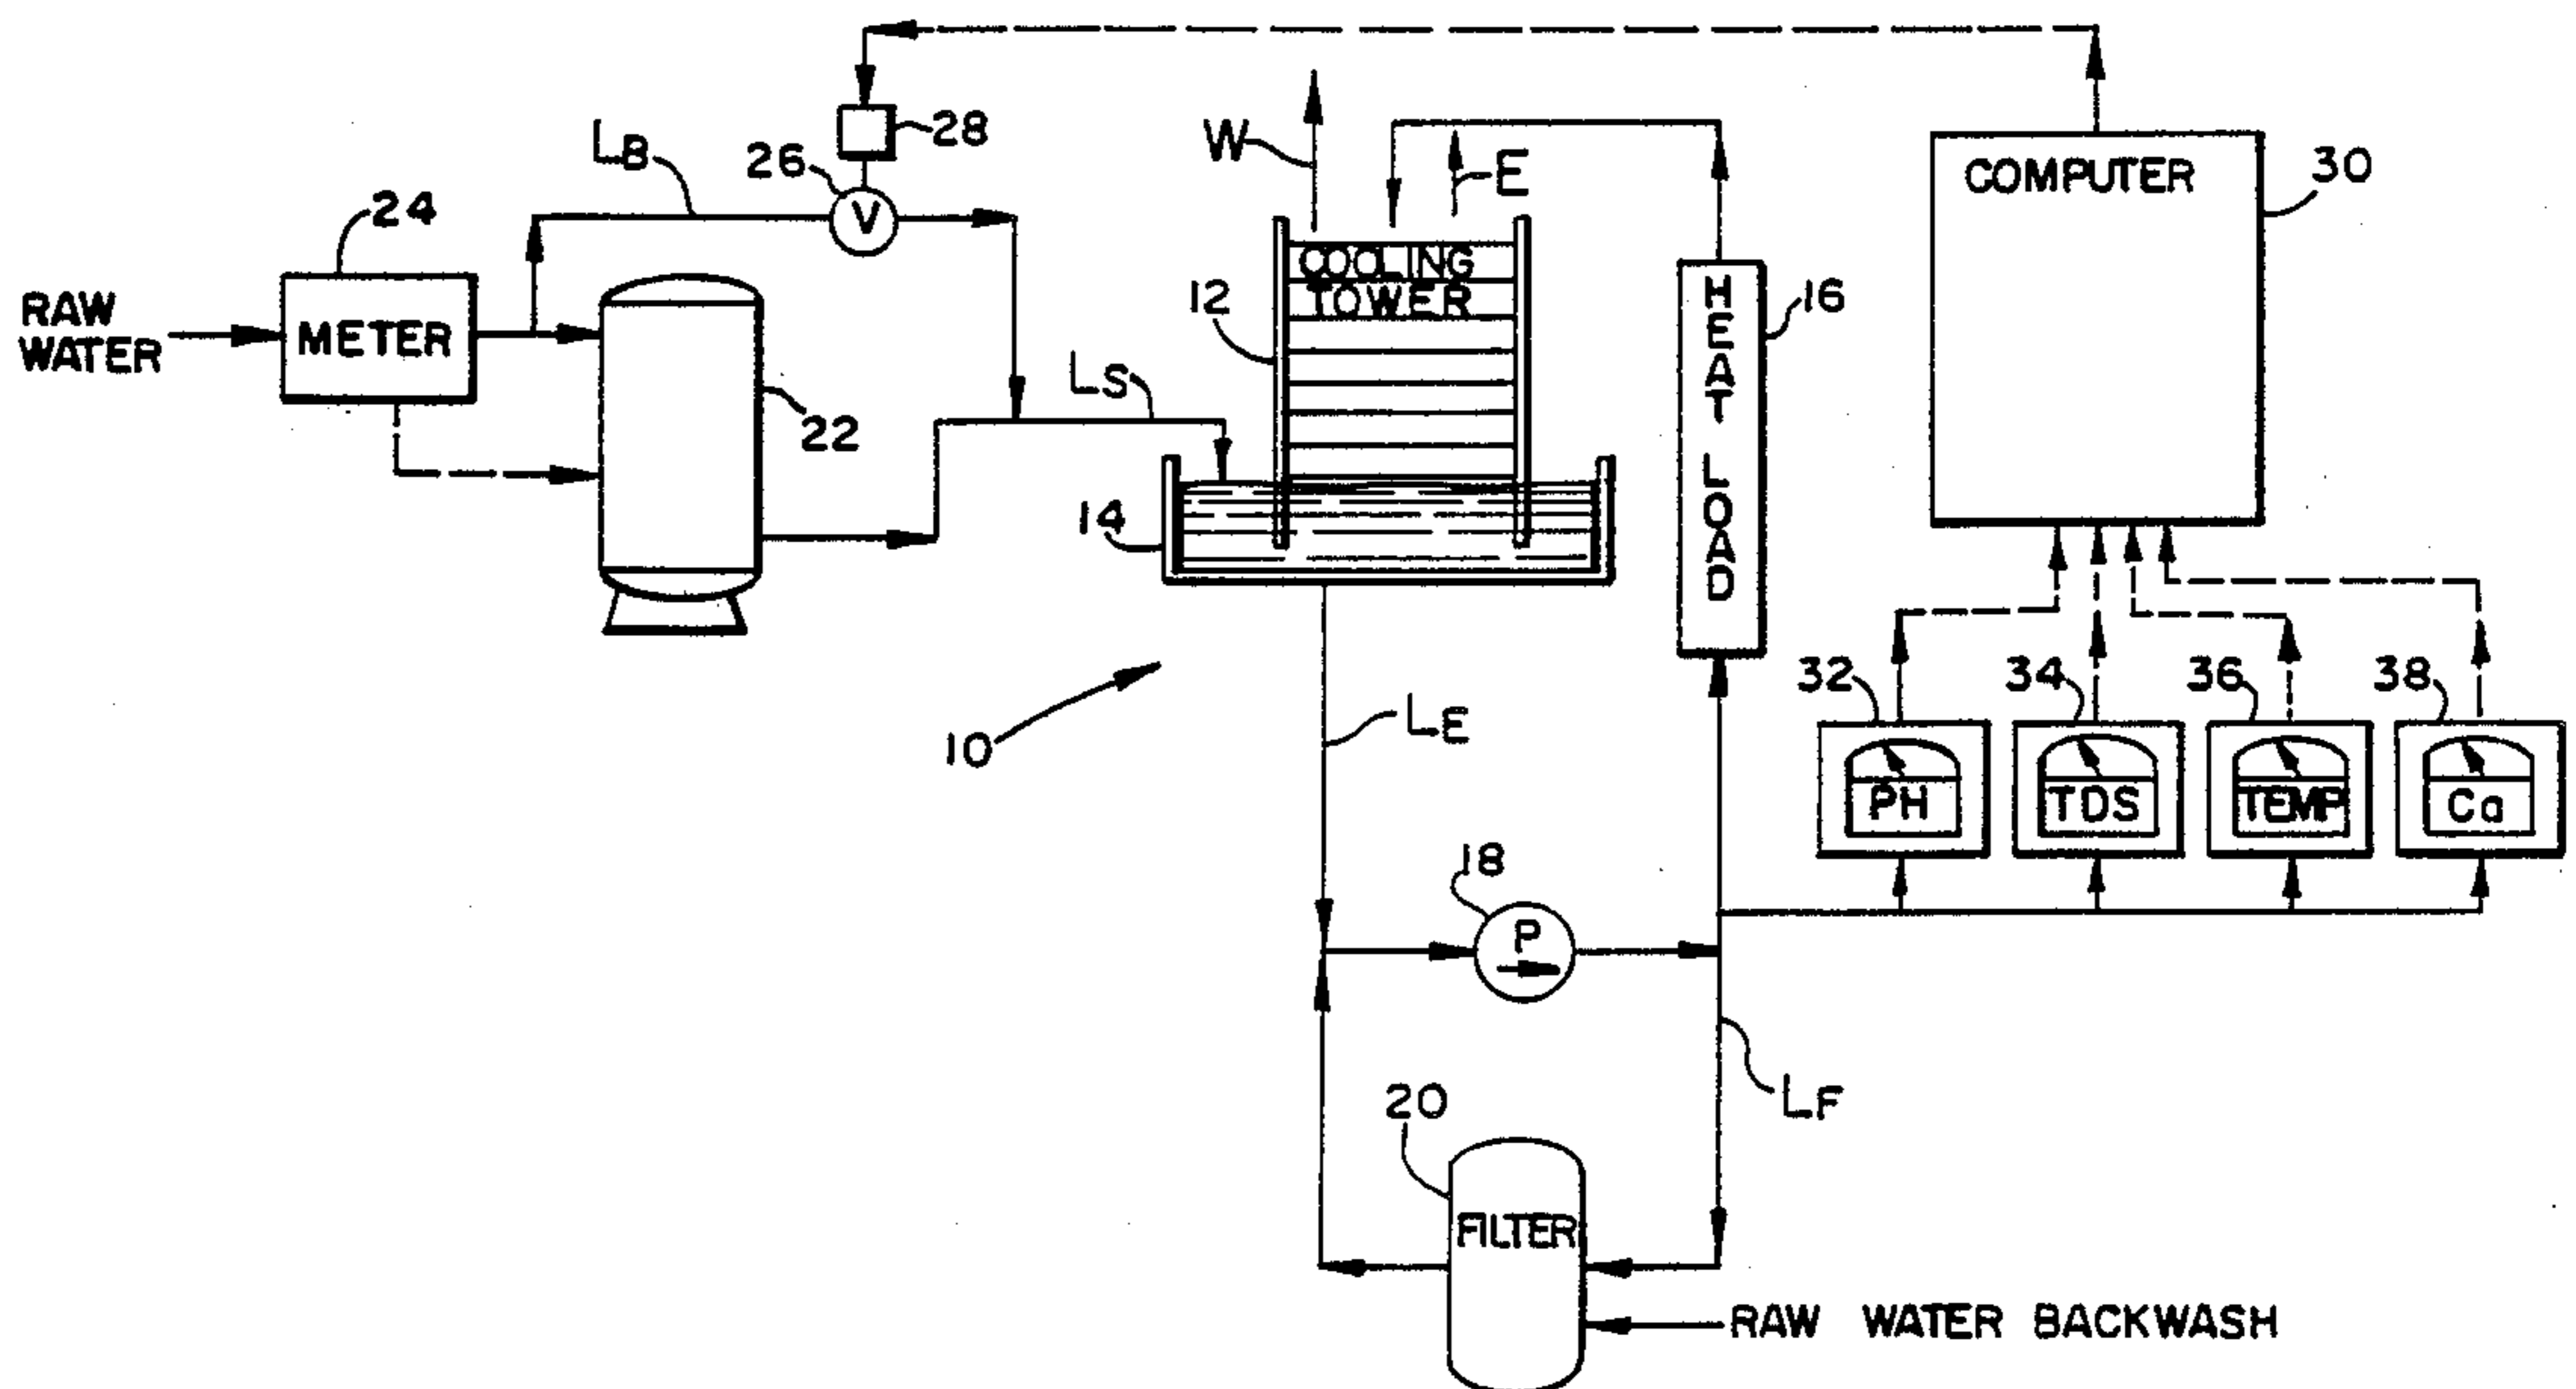 28
LB
26
V
W
E
COMPUTER
30
24
RAW
WATER
METER
COOLING
TOWER
12
HEAT LOAD
16
LS
22
14
10
LE
32
34
36
38
PH
TDS
TEMP
Ca
18
P
LF
20
FILTER
RAW WATER BACKWASH